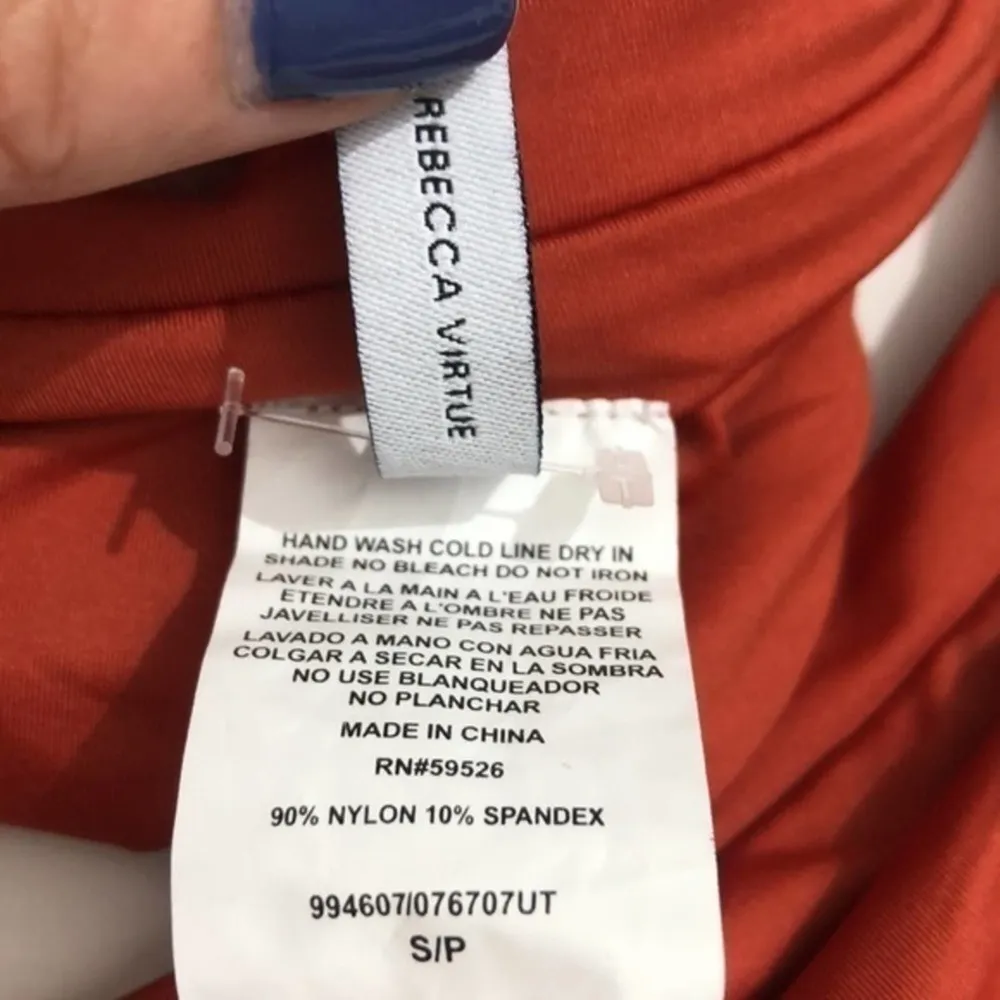 REBECCA VIRTUE
HAND WASH COLD LINE DRY IN
SHADE NO BLEACH DO NOT IRON
LAVER A LA MAIN A L'EAU FROIDE
ETENDRE A L'OMBRE NE PAS
JAVELLISER NE PAS REPASSER
LAVADO A MANO CON AGUA FRIA
COLGAR A SECAR EN LA SOMBRA
NO USE BLANQUEADOR
NO PLANCHAR
MADE IN CHINA
RN#59526
90% NYLON 10% SPANDEX
994607/076707UT
S/P